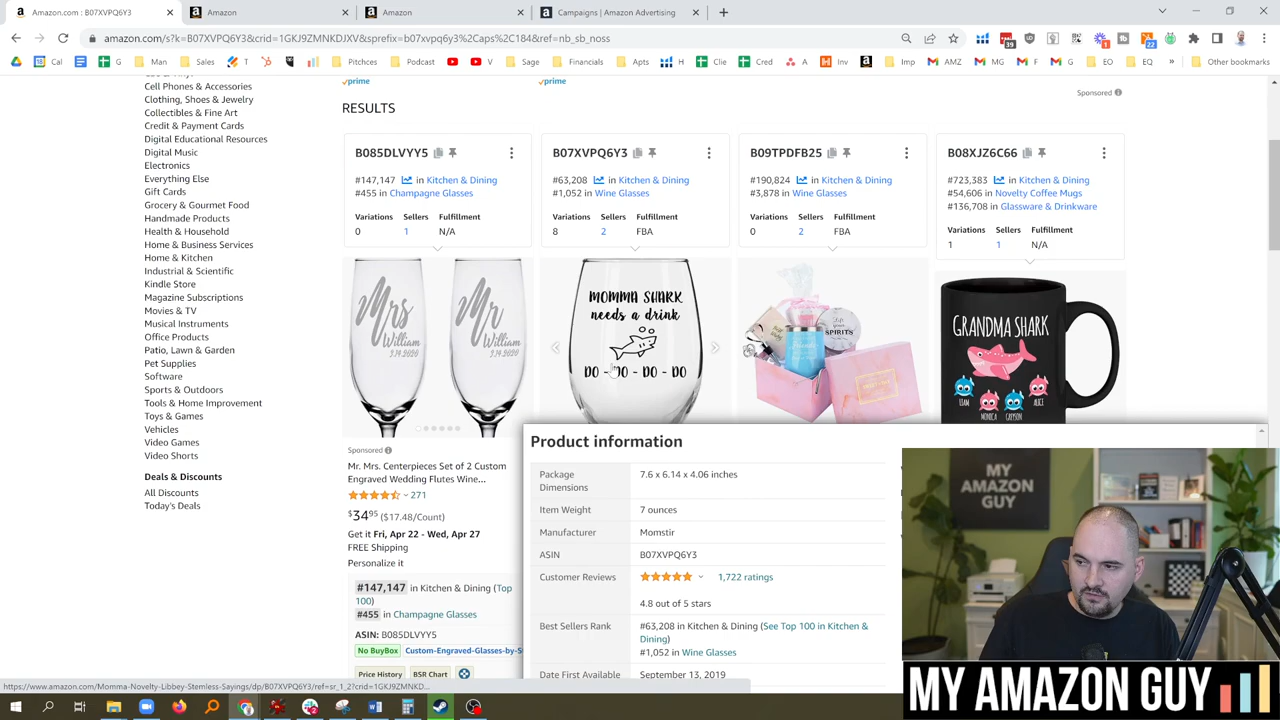 Amazon.com : B07XVPQ6Y3
Amazon
Amazon
Campaigns | Amazon Advertising
amazon.com/s?k=B07XVPQ6Y3&crid=1GKJ9ZMNKDJXV&sprefix=b07xvpq6y3%2Caps%2C184&ref=nb_sb_noss
Cal
G
Man
Sales
T
Pitchces
Podcast
V
Sage
Financials
Apts
H
Clie
Cred
A
Inv
Imp
AMZ
MG
F
G
EO
EQ
Other bookmarks
Cell Phones & Accessories
Clothing, Shoes & Jewelry
Collectibles & Fine Art
Credit & Payment Cards
Digital Educational Resources
Digital Music
Electronics
Everything Else
Gift Cards
Grocery & Gourmet Food
Handmade Products
Health & Household
Home & Business Services
Home & Kitchen
Industrial & Scientific
Kindle Store
Magazine Subscriptions
Movies & TV
Musical Instruments
Office Products
Patio, Lawn & Garden
Pet Supplies
Software
Sports & Outdoors
Tools & Home Improvement
Toys & Games
Vehicles
Video Games
Video Shorts
Deals & Discounts
All Discounts
Today's Deals
prime
prime
Sponsored
RESULTS
B085DLVYY5
#147,147 in Kitchen & Dining
#455 in Champagne Glasses
Variations Sellers Fulfillment
0 1 N/A
B07XVPQ6Y3
#63,208 in Kitchen & Dining
#1,052 in Wine Glasses
Variations Sellers Fulfillment
8 2 FBA
B09TPDFB25
#190,824 in Kitchen & Dining
#3,878 in Wine Glasses
Variations Sellers Fulfillment
0 2 FBA
B08XJZ6C66
#723,383 in Kitchen & Dining
#54,606 in Novelty Coffee Mugs
#136,708 in Glassware & Drinkware
Variations Sellers Fulfillment
1 1 N/A
Mrs
William
1.14.2020
Mr
William
1.14.2020
MOMMA SHARK
needs a drink
DO - DO - DO - DO
SPIRITS
GRANDMA SHARK
LIAM
MONICA
GREYSON
ALICE
Sponsored
Mr. Mrs. Centerpieces Set of 2 Custom
Engraved Wedding Flutes Wine...
271
$3495 ($17.48/Count)
Get it Fri, Apr 22 - Wed, Apr 27
FREE Shipping
Personalize it
#147,147 in Kitchen & Dining (Top
100)
#455 in Champagne Glasses
ASIN: B085DLVYY5
No BuyBox Custom-Engraved-Glasses-by-S
Price History BSR Chart
Product information
Package
Dimensions
7.6 x 6.14 x 4.06 inches
Item Weight
7 ounces
Manufacturer
Momstir
ASIN
B07XVPQ6Y3
Customer Reviews
1,722 ratings
4.8 out of 5 stars
Best Sellers Rank
#63,208 in Kitchen & Dining (See Top 100 in Kitchen &
Dining)
#1,052 in Wine Glasses
Date First Available
September 13, 2019
MY
AMAZON
GUY
https://www.amazon.com/Momma-Novelty-Libbey-Stemless-Sayings/dp/B07XVPQ6Y3/ref=sr_1_2?crid=1GKJ9ZMNKD...
MY AMAZON GUY